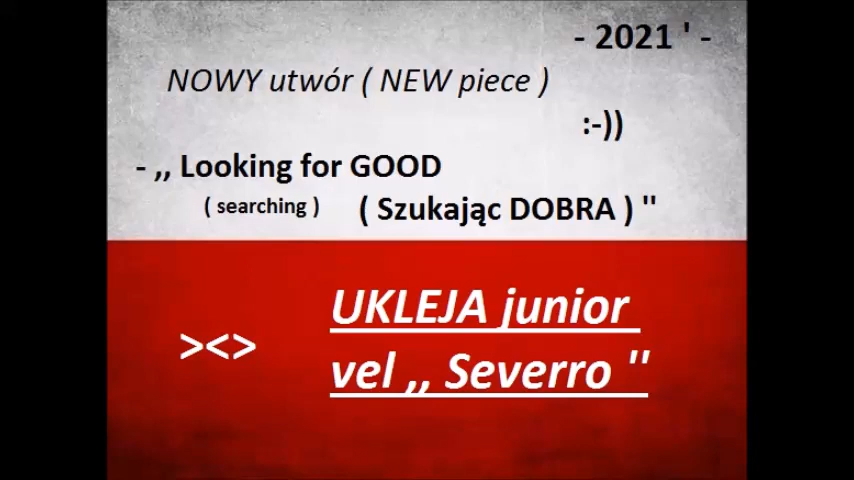 - 2021 ' -
NOWY utwór ( NEW piece )
:-))
- ,, Looking for GOOD
( searching ) ( Szukając DOBRA ) "
UKLEJA junior
><> vel ,, Severro "